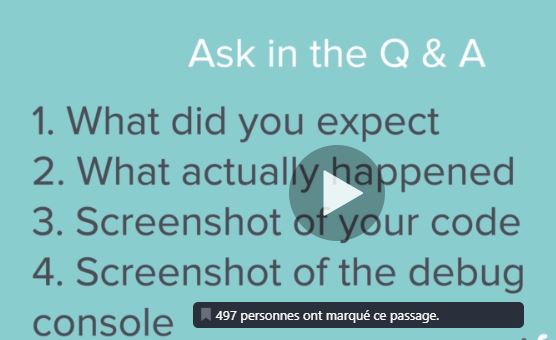 Ask in the Q & A
1. What did you expect
2. What actually happened
3. Screenshot of your code
4. Screenshot of the debug
console
497 personnes ont marqué ce passage.